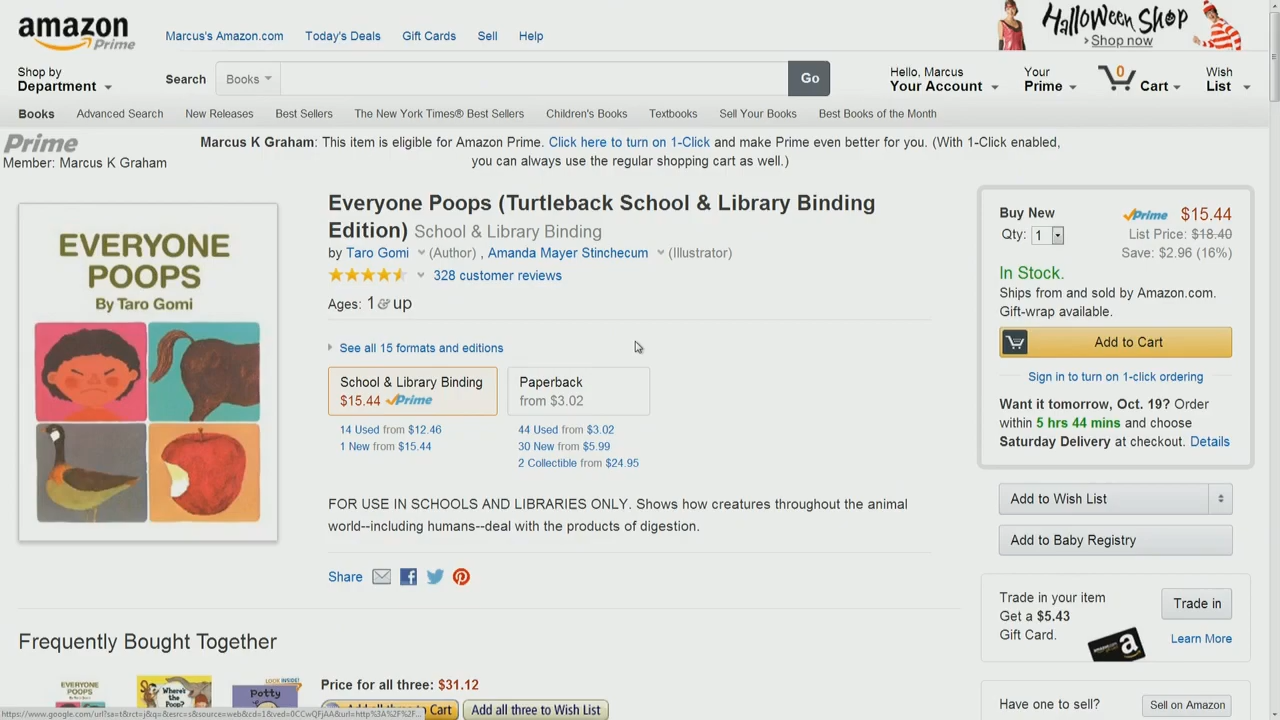 amazon
Prime
Marcus's Amazon.com
Today's Deals
Gift Cards
Sell
Help
Halloween Shop
Shop now
Shop by
Department
Search
Books
Go
Hello, Marcus
Your Account
Your
Prime
0
Cart
Wish
List
Books
Advanced Search
New Releases
Best Sellers
The New York Times® Best Sellers
Children's Books
Textbooks
Sell Your Books
Best Books of the Month
Prime
Member: Marcus K Graham
Marcus K Graham: This item is eligible for Amazon Prime. Click here to turn on 1-Click and make Prime even better for you. (With 1-Click enabled,
you can always use the regular shopping cart as well.)
EVERYONE
POOPS
By Taro Gomi
Everyone Poops (Turtleback School & Library Binding
Edition) School & Library Binding
by Taro Gomi (Author) , Amanda Mayer Stinchecum (Illustrator)
328 customer reviews
Ages: 1 & up
See all 15 formats and editions
School & Library Binding
$15.44 Prime
14 Used from $12.46
1 New from $15.44
Paperback
from $3.02
44 Used from $3.02
30 New from $5.99
2 Collectible from $24.95
FOR USE IN SCHOOLS AND LIBRARIES ONLY. Shows how creatures throughout the animal
world--including humans--deal with the products of digestion.
Share
Buy New
Prime $15.44
Qty: 1
List Price: $18.40
Save: $2.96 (16%)
In Stock.
Ships from and sold by Amazon.com.
Gift-wrap available.
Add to Cart
Sign in to turn on 1-click ordering
Want it tomorrow, Oct. 19? Order
within 5 hrs 44 mins and choose
Saturday Delivery at checkout. Details
Add to Wish List
Add to Baby Registry
Trade in your item
Get a $5.43
Gift Card.
Trade in
Learn More
a
Have one to sell?
Sell on Amazon
Frequently Bought Together
EVERYONE
POOPS
Where's
the
Poop?
LOOK INSIDE!
Potty
Price for all three: $31.12
Add all three to Cart
Add all three to Wish List